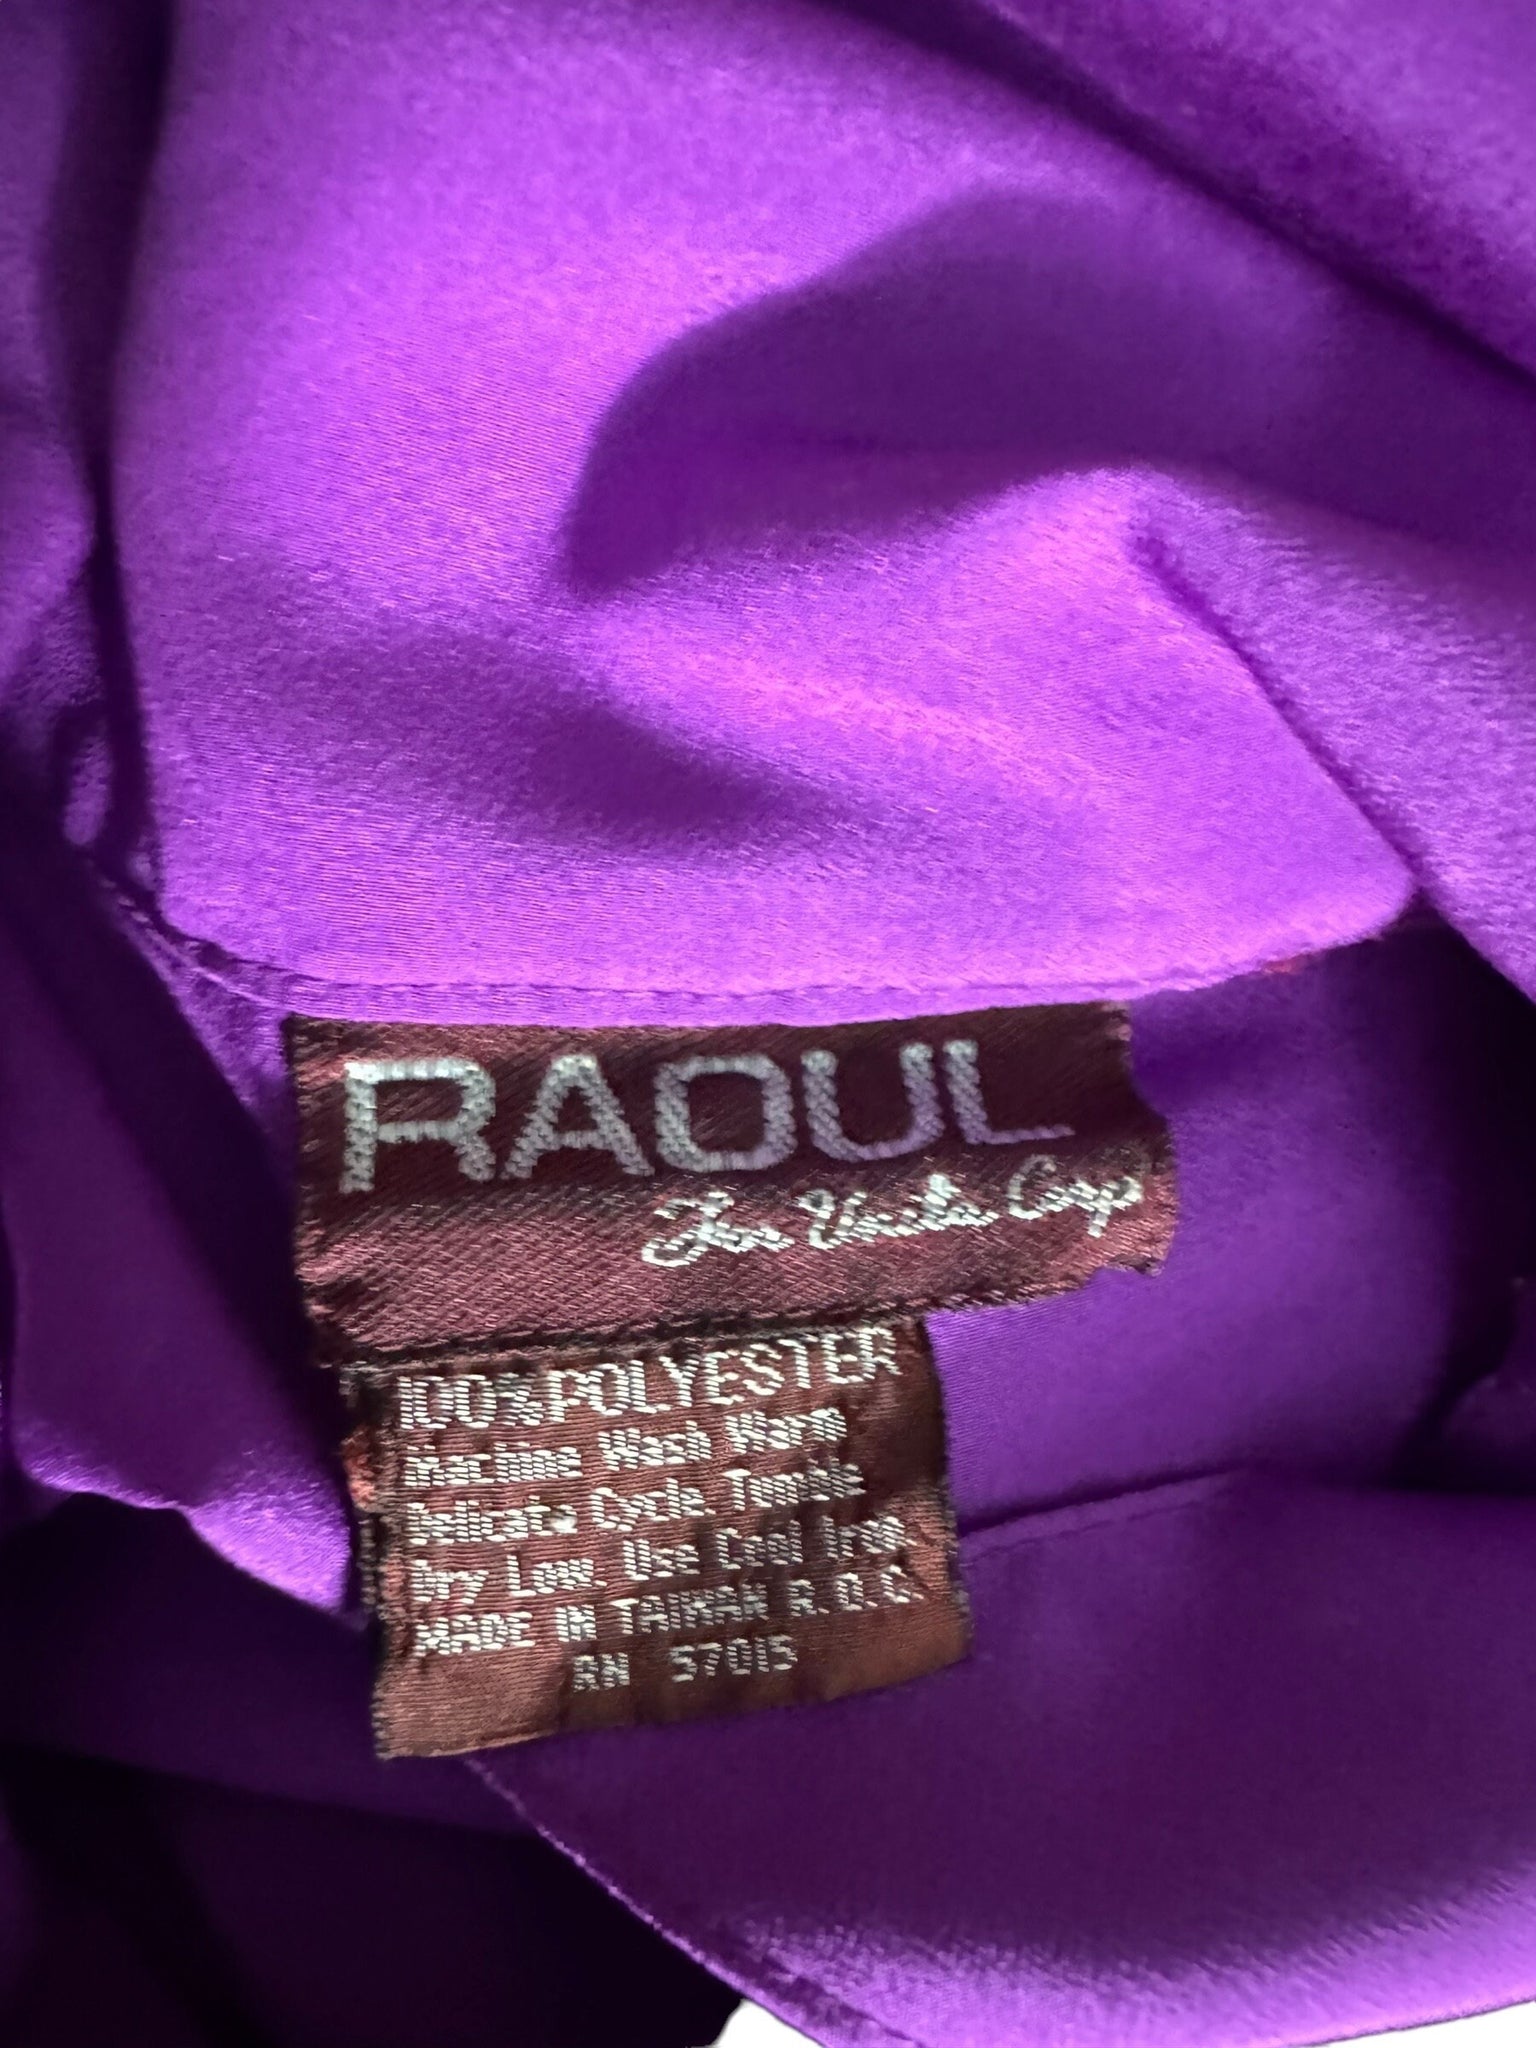 RAOUL
For Unita Corp
100% POLYESTER
Machine Wash Warm
Delicate Cycle Tumble
Dry Low. Use Cool Iron
MADE IN TAIWAN R.O.C.
RN 57015